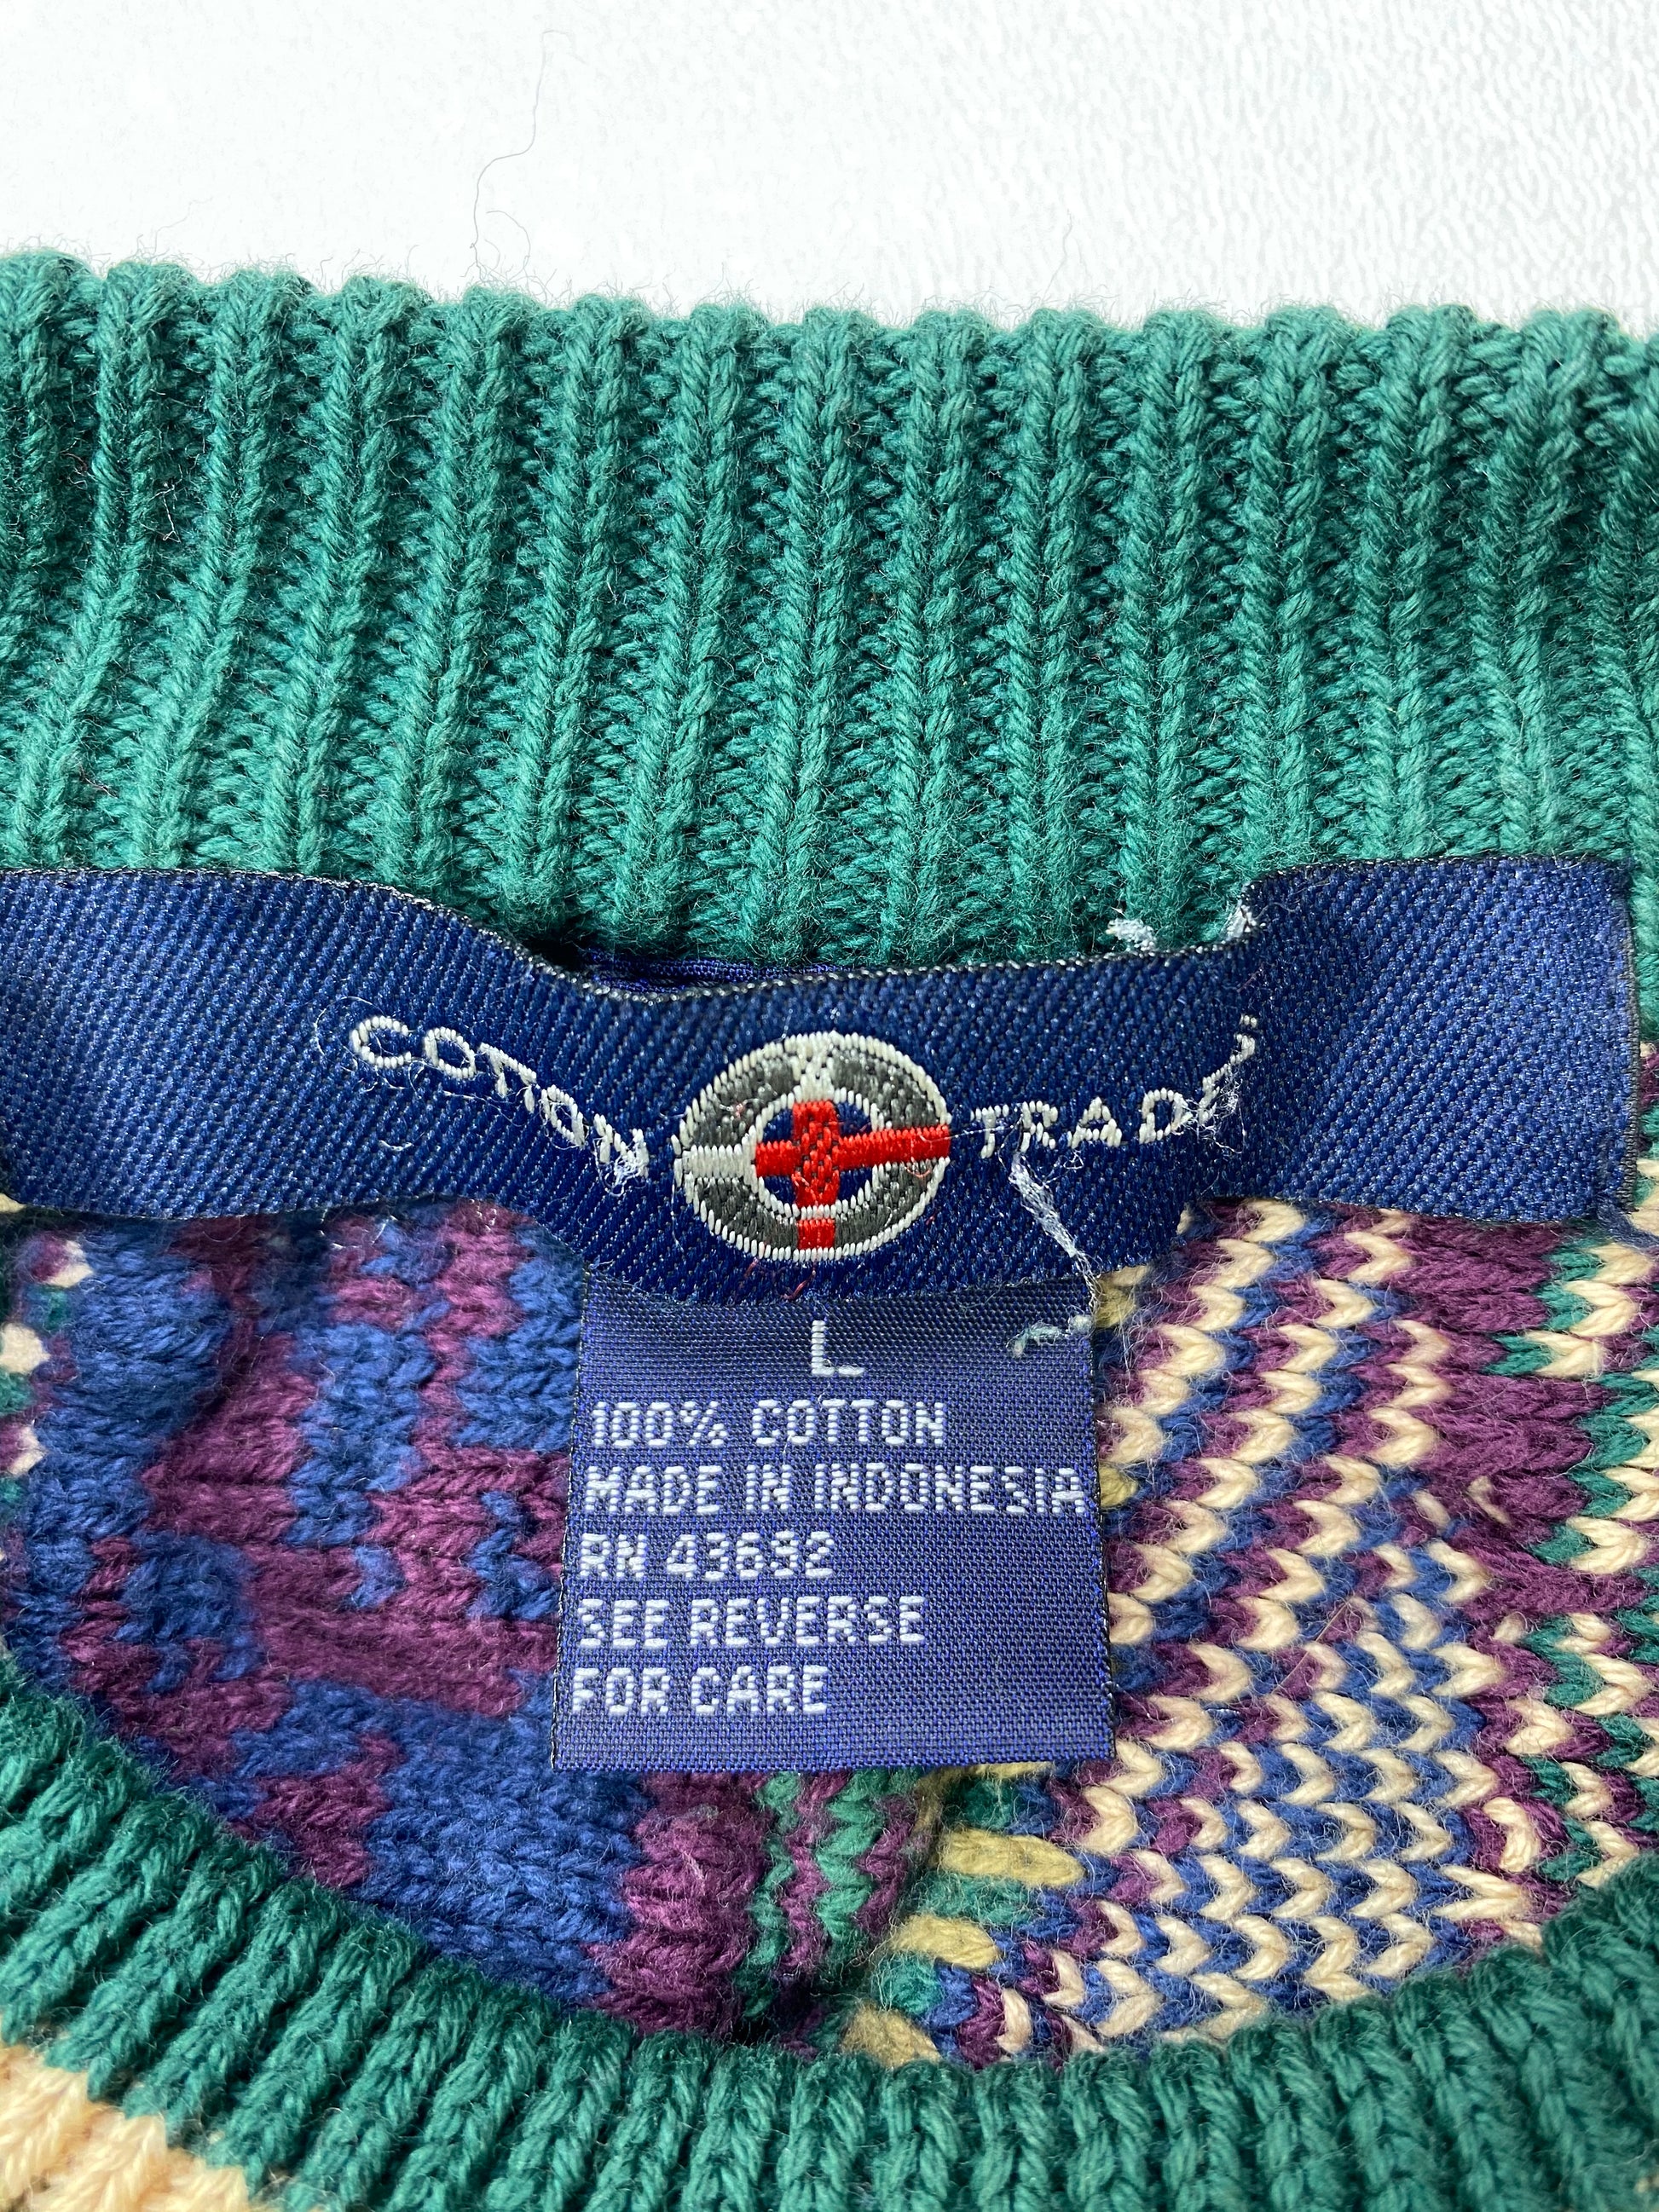 COTTON TRADERS
L
100% COTTON
MADE IN INDONESIA
RN 43692
SEE REVERSE
FOR CARE